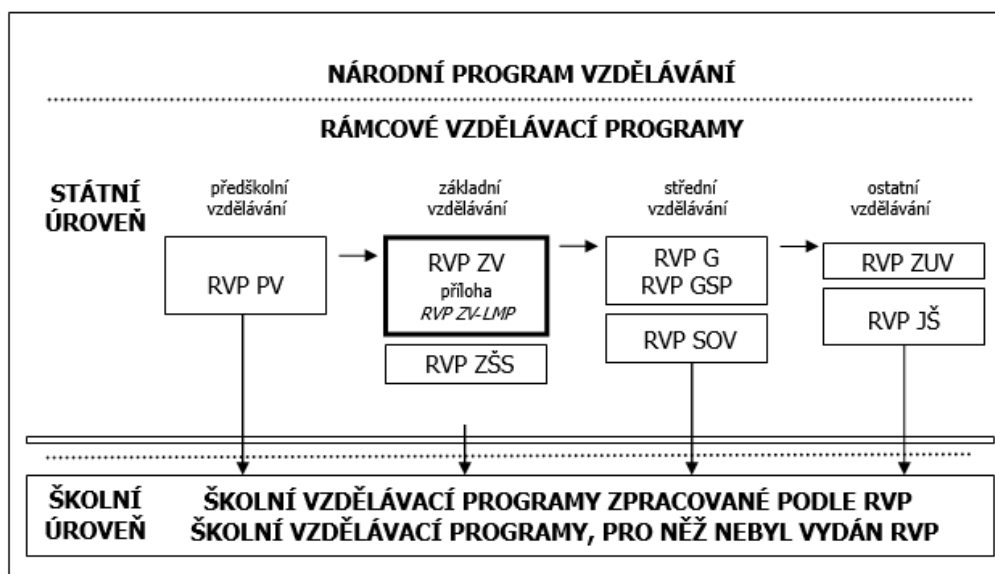 NÁRODNÍ PROGRAM VZDĚLÁVÁNÍ
RÁMCOVÉ VZDĚLÁVACÍ PROGRAMY
STÁTNÍ
ÚROVEŇ
předškolní
vzdělávání
základní
vzdělávání
střední
vzdělávání
ostatní
vzdělávání
RVP PV
RVP ZV
příloha
RVP ZV-LMP
RVP ZŠS
RVP G
RVP GSP
RVP SOV
RVP ZUV
RVP JŠ
ŠKOLNÍ
ÚROVEŇ
ŠKOLNÍ VZDĚLÁVACÍ PROGRAMY ZPRACOVANÉ PODLE RVP
ŠKOLNÍ VZDĚLÁVACÍ PROGRAMY, PRO NĚŽ NEBYL VYDÁN RVP